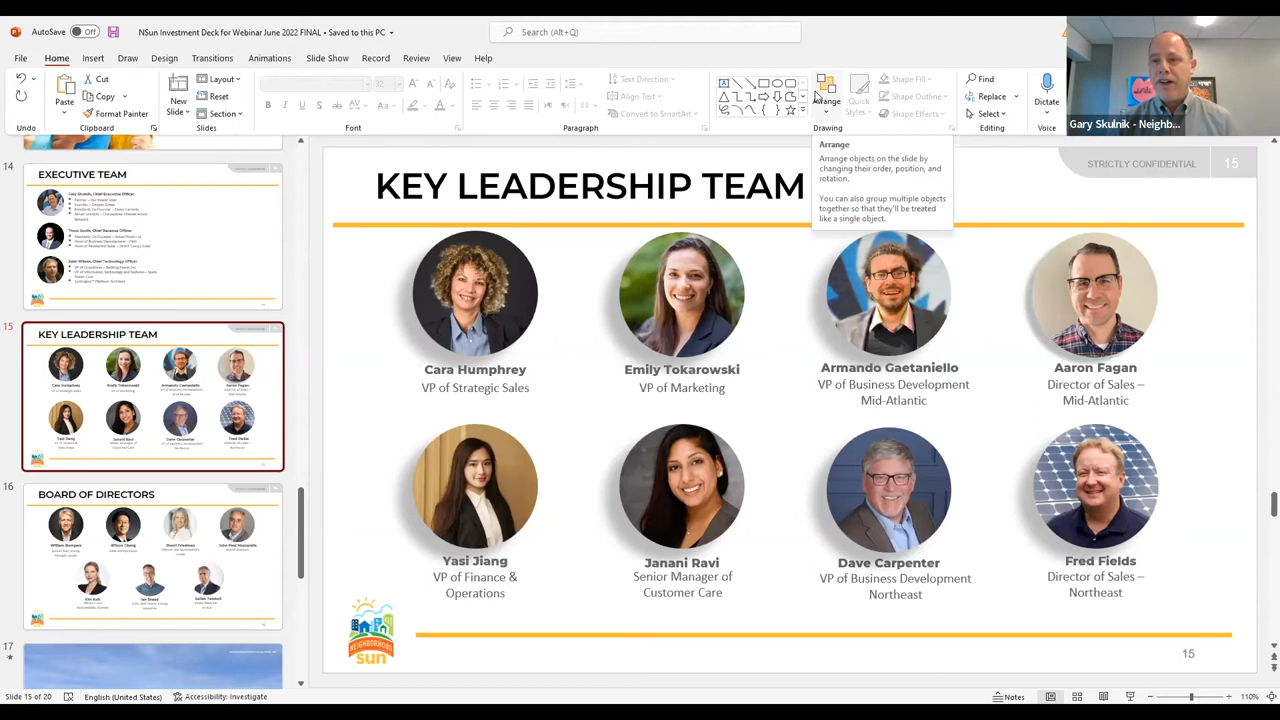 AutoSave
Off
NSun Investment Deck for Webinar June 2022 FINAL • Saved to this PC
Search (Alt+Q)
File
Home
Insert
Draw
Design
Transitions
Animations
Slide Show
Record
Review
View
Help
Undo
Paste
Cut
Copy
Format Painter
Clipboard
New
Slide
Layout
Reset
Section
Slides
32
Font
Paragraph
Text Direction
Align Text
Convert to SmartArt
Arrange
Quick
Styles
Shape Fill
Shape Outline
Shape Effects
Drawing
Find
Replace
Select
Editing
Dictate
Voice
Gary Skulnik - Neighb...
Arrange
Arrange objects on the slide by
changing their order, position, and
rotation.
You can also group multiple objects
together so that they'll be treated
like a single object.
14
EXECUTIVE TEAM
15
KEY LEADERSHIP TEAM
16
BOARD OF DIRECTORS
17
STRICTLY CONFIDENTIAL
15
KEY LEADERSHIP TEAM
Cara Humphrey
VP of Strategic Sales
Emily Tokarowski
VP of Marketing
Armando Gaetaniello
VP of Business Development
Mid-Atlantic
Aaron Fagan
Director of Sales –
Mid-Atlantic
Yasi Jiang
VP of Finance &
Operations
Janani Ravi
Senior Manager of
Customer Care
Dave Carpenter
VP of Business Development
Northeast
Fred Fields
Director of Sales –
Northeast
NEIGHBORHOOD
sun
15
Slide 15 of 20
English (United States)
Accessibility: Investigate
Notes
110%